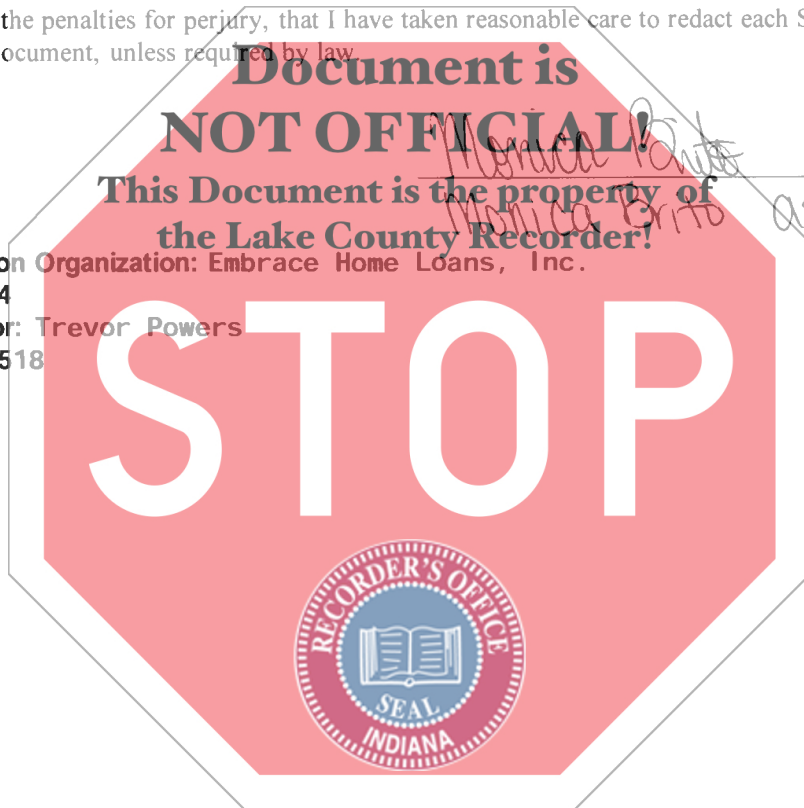 the penalties for perjury, that I have taken reasonable care to redact each S
ocument, unless required by law
Document is
NOT OFFICIAL!
Monica Brito
This Document is the property of
Monica Brito
the Lake County Recorder!
on Organization: Embrace Home Loans, Inc.
4
or: Trevor Powers
518
STOP
RECORDER'S OFFICE
SEAL
INDIANA